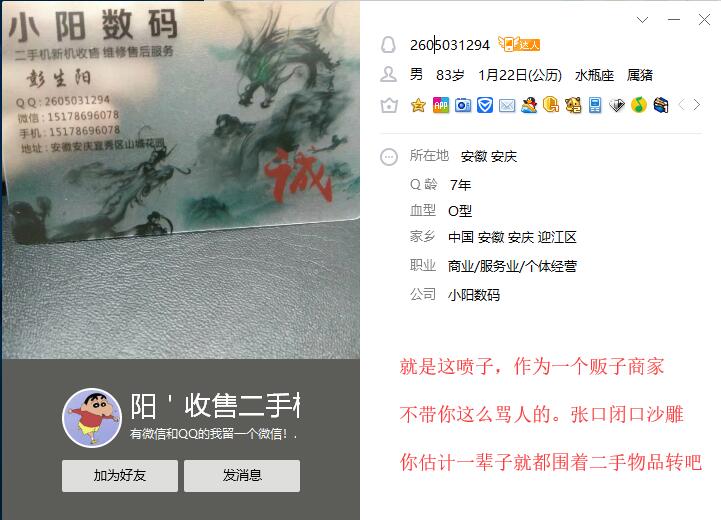 小阳数码
二手机新机收售 维修售后服务
彭生阳
QQ:2605031294
微信:15178696078
手机:15178696078
地址:安徽安庆宜秀区山城花园
诚
阳＇收售二手机
有微信和QQ的我留一个微信！.
加为好友 发消息
2605031294 达人
男 83岁 1月22日(公历) 水瓶座 属猪
APP
所在地 安徽 安庆
Q 龄 7年
血型 O型
家乡 中国 安徽 安庆 迎江区
职业 商业/服务业/个体经营
公司 小阳数码
就是这喷子，作为一个贩子商家
不带你这么骂人的。张口闭口沙雕
你估计一辈子就都围着二手物品转吧